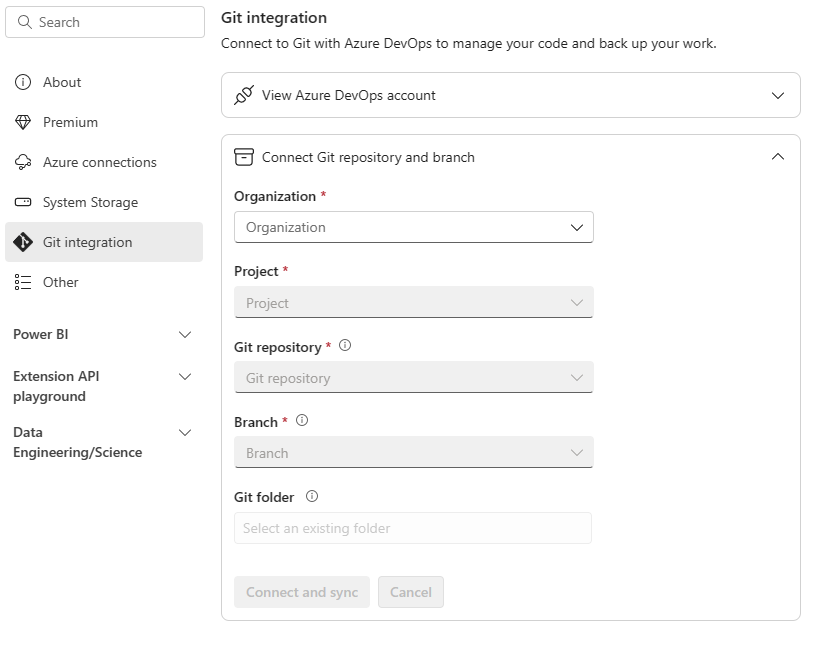 Search
About
Premium
Azure connections
System Storage
Git integration
Other
Power BI
Extension API
playground
Data
Engineering/Science
Git integration
Connect to Git with Azure DevOps to manage your code and back up your work.
View Azure DevOps account
Connect Git repository and branch
Organization *
Organization
Project *
Project
Git repository *
Git repository
Branch *
Branch
Git folder
Select an existing folder
Connect and sync Cancel